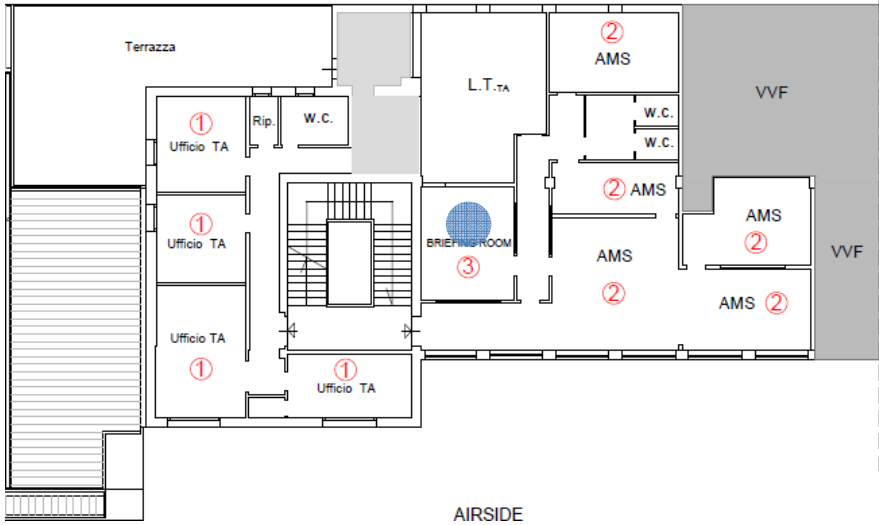 Terrazza
2
AMS
VVF
L.T.TA
1
Ufficio TA
Rip.
W.C.
W.C.
W.C.
2 AMS
1
Ufficio TA
BRIEFING ROOM
3
AMS
2
AMS
2
VVF
AMS 2
Ufficio TA
1
1
Ufficio TA
AIRSIDE